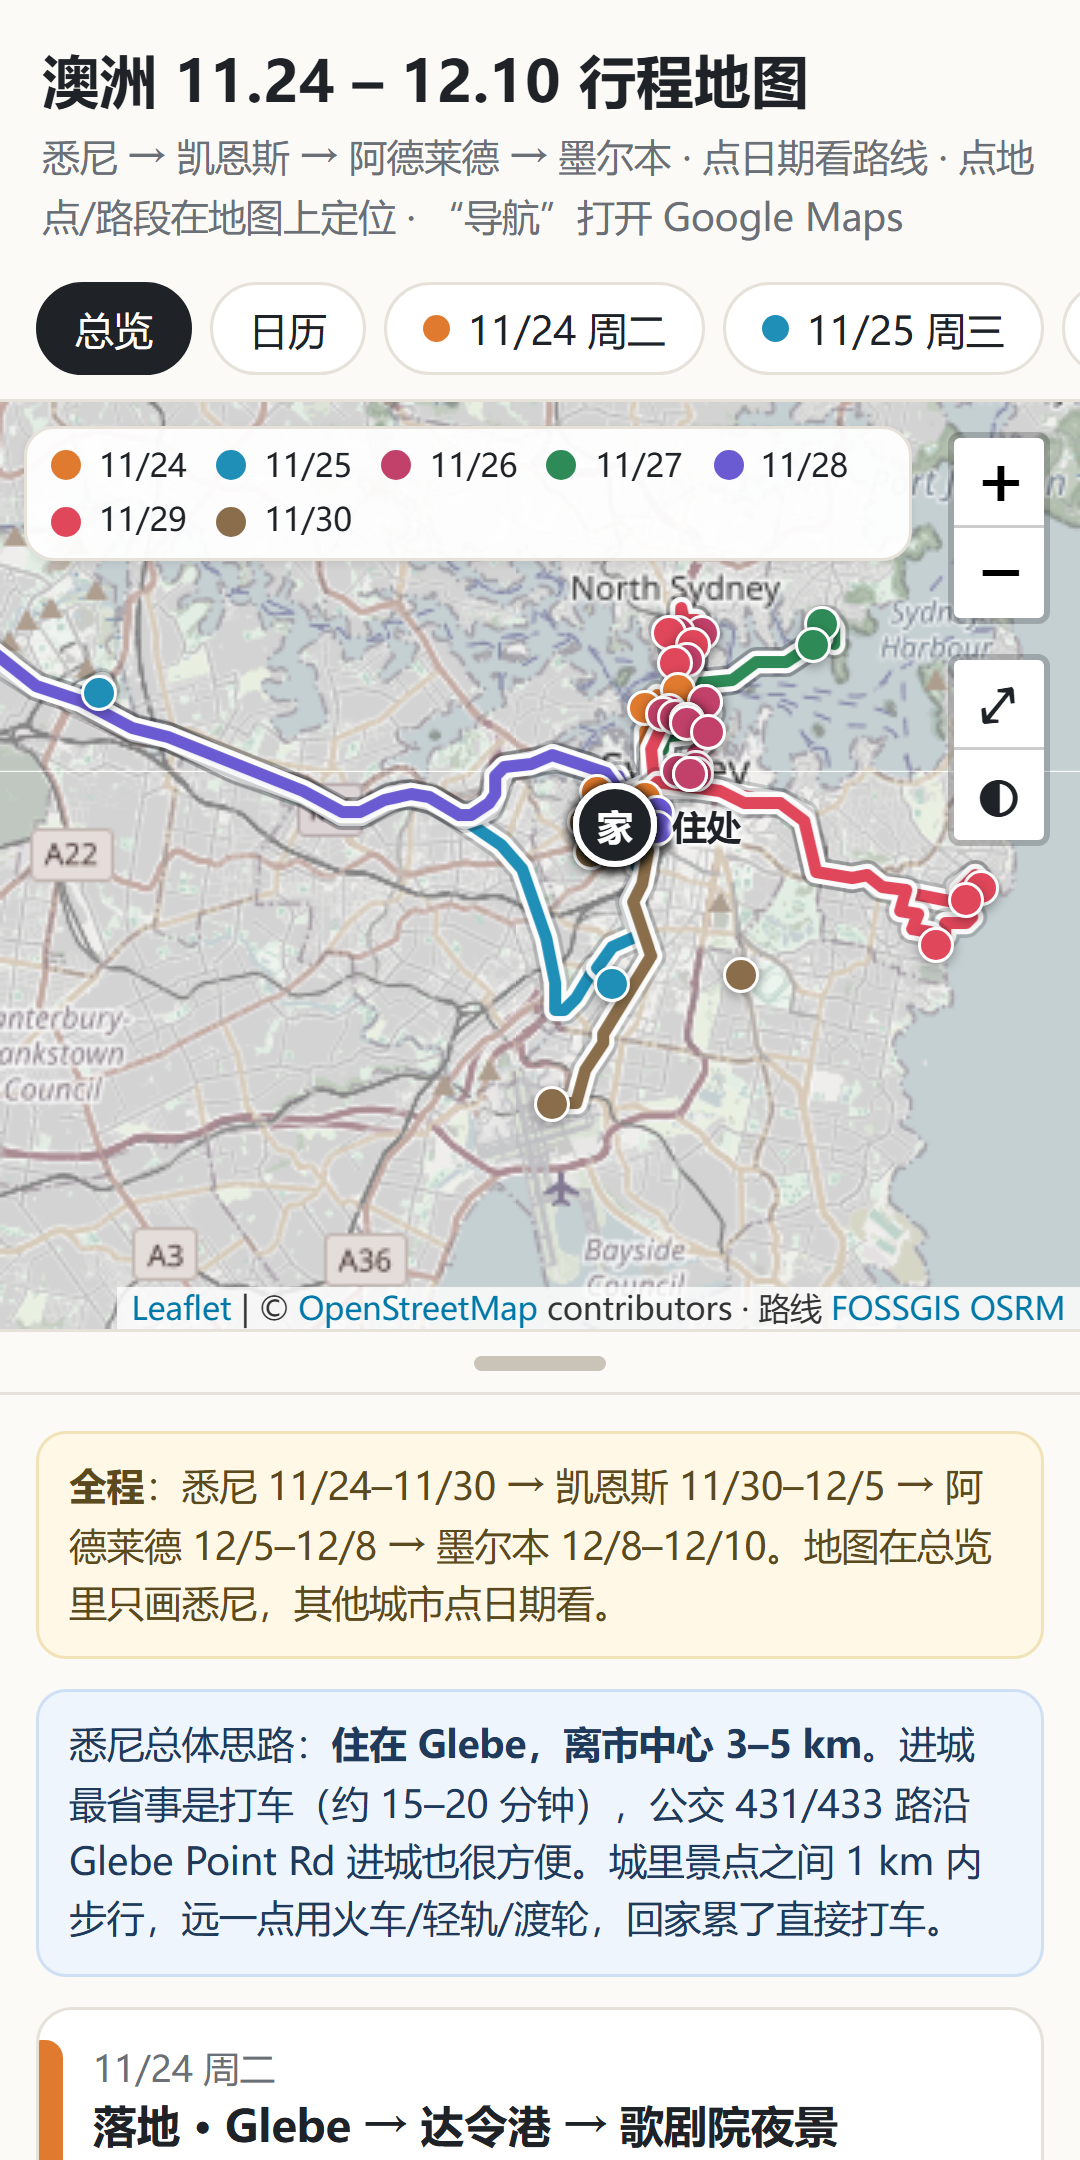 澳洲 11.24 – 12.10 行程地图
悉尼 → 凯恩斯 → 阿德莱德 → 墨尔本 · 点日期看路线 · 点地
点/路段在地图上定位 · “导航” 打开 Google Maps
总览
日历
11/24 周二
11/25 周三
11/24
11/25
11/26
11/27
11/28
11/29
11/30
+
−
North Sydney
Harbour
家
住处
A22
Council
A3
A36
Bayside
Council
Leaflet | © OpenStreetMap contributors · 路线 FOSSGIS OSRM
全程：悉尼 11/24–11/30 → 凯恩斯 11/30–12/5 → 阿
德莱德 12/5–12/8 → 墨尔本 12/8–12/10。地图在总览
里只画悉尼，其他城市点日期看。
悉尼总体思路：住在 Glebe，离市中心 3–5 km。进城
最省事是打车（约 15–20 分钟），公交 431/433 路沿
Glebe Point Rd 进城也很方便。城里景点之间 1 km 内
步行，远一点用火车/轻轨/渡轮，回家累了直接打车。
11/24 周二
落地 · Glebe → 达令港 → 歌剧院夜景